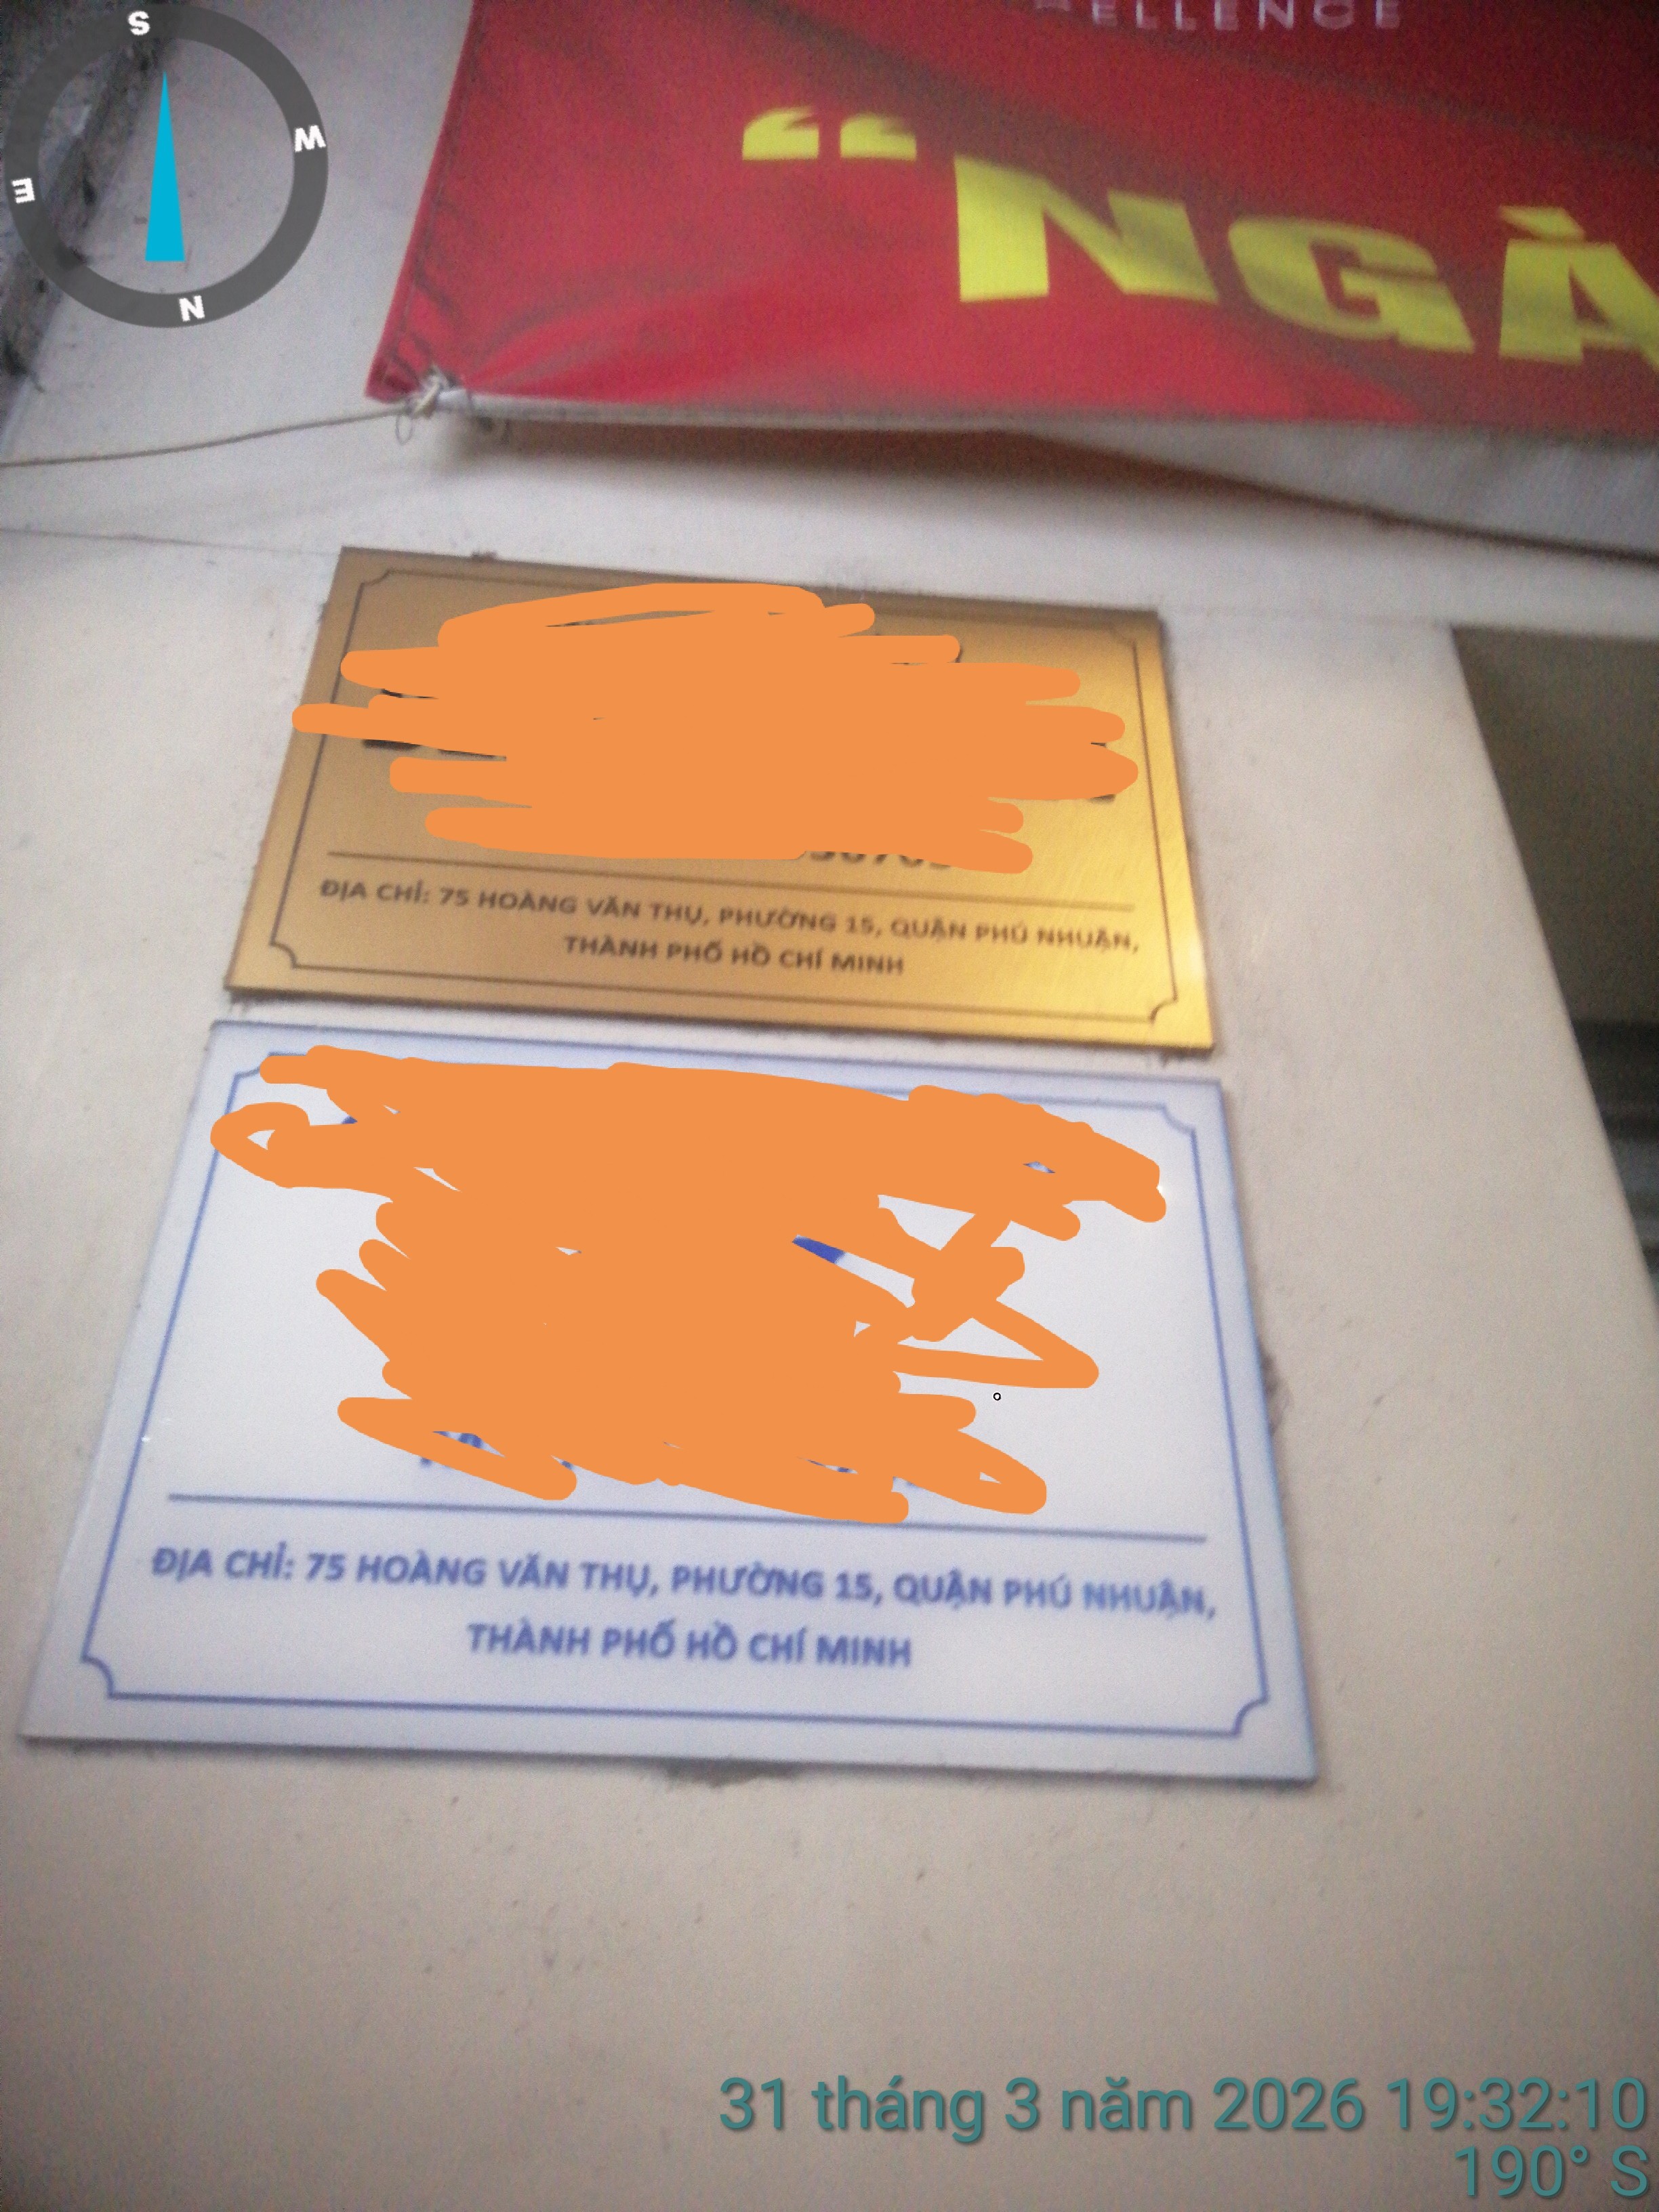 S
W
E
N
ELLENCE
“NGÀ
ĐỊA CHỈ: 75 HOÀNG VĂN THỤ, PHƯỜNG 15, QUẬN PHÚ NHUẬN,
THÀNH PHỐ HỒ CHÍ MINH
ĐỊA CHỈ: 75 HOÀNG VĂN THỤ, PHƯỜNG 15, QUẬN PHÚ NHUẬN,
THÀNH PHỐ HỒ CHÍ MINH
31 tháng 3 năm 2026 19:32:10
190° S